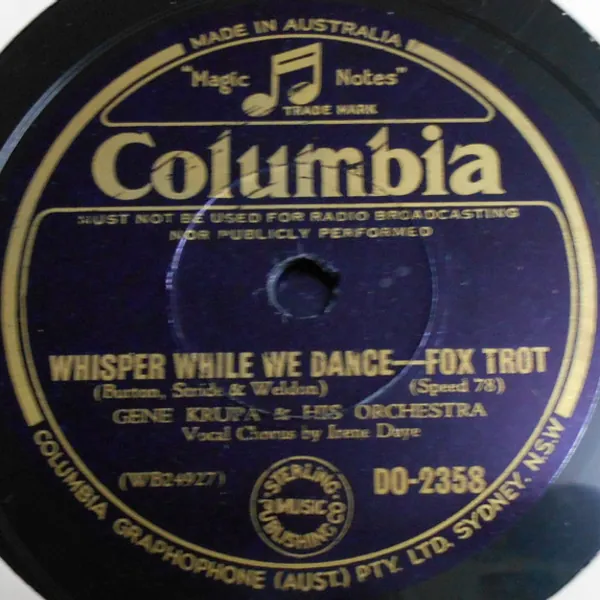 MADE IN AUSTRALIA
"Magic Notes"
TRADE MARK
Columbia
MUST NOT BE USED FOR RADIO BROADCASTING
NOR PUBLICLY PERFORMED
WHISPER WHILE WE DANCE—FOX TROT
(Burton, Stride & Weldon) (Speed 78)
GENE KRUPA & HIS ORCHESTRA
Vocal Chorus by Irene Daye
(WB24927)
STERLING
MUSIC
PUBLISHING CO
DO-2358
COLUMBIA GRAPHOPHONE (AUST.) PTY. LTD. SYDNEY, N.S.W.